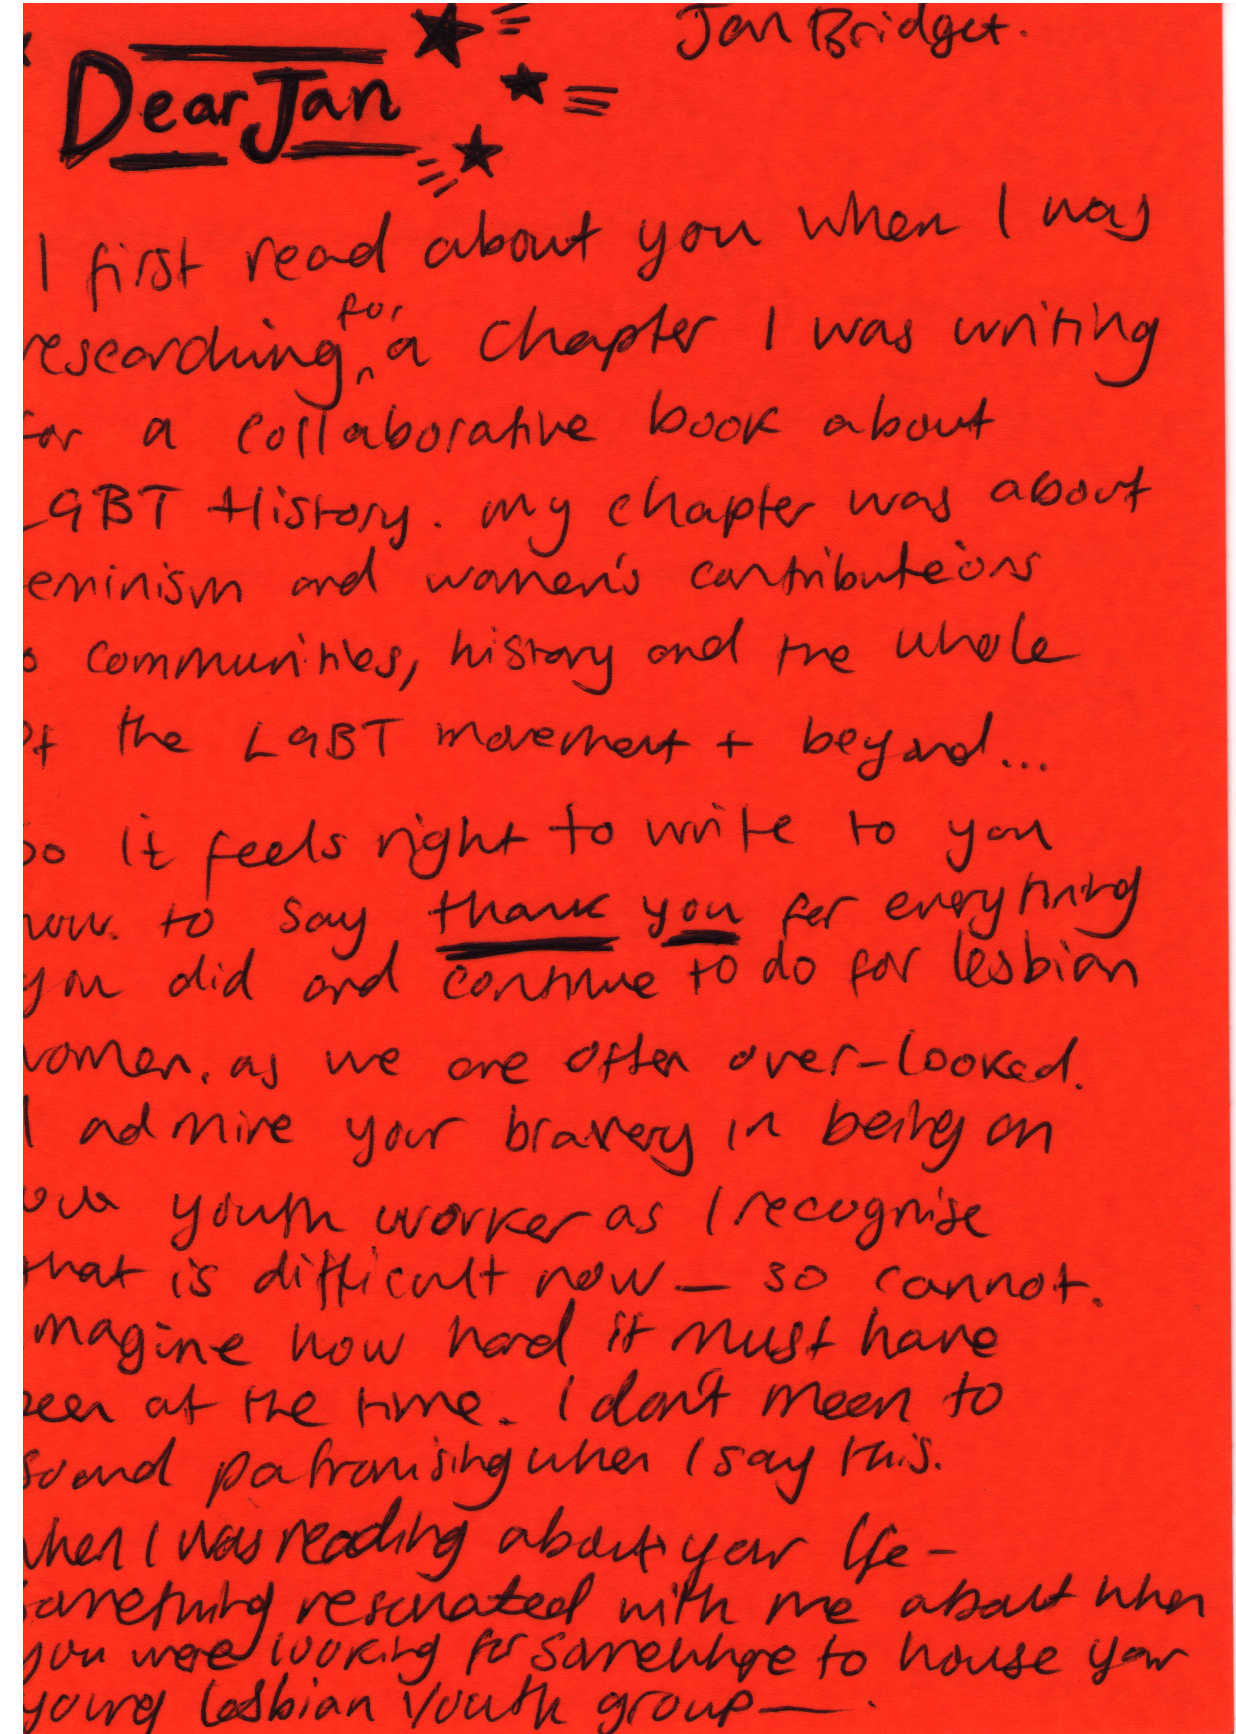 Jan Bridget.
Dear Jan
I first read about you when I was
researching for a chapter I was writing
for a collaborative book about
LGBT History. My chapter was about
eminism and women's contributeions
o communities, history and the whole
of the LGBT movement + beyond...
So it feels right to write to you
now. to say thank you for everything
you did and continue to do for lesbian
women. as we are often over-looked.
I admire your bravery in being an
out youth worker as I recognise
that is difficult now — so cannot.
imagine how hard it must have
been at the time. I don't meen to
sound patronising when I say this.
When I was reading about your life -
something resonated with me about when
you were looking for somewhere to house your
young lesbian youth group —.